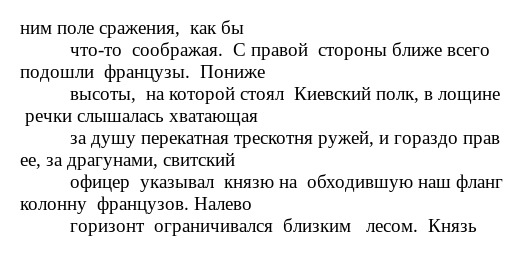 ним поле сражения,  как бы
что-то  соображая.  С правой  стороны ближе всего
подошли  французы.  Пониже
высоты,  на которой стоял  Киевский полк, в лощине
речки слышалась хватающая
за душу перекатная трескотня ружей, и гораздо прав
ее, за драгунами, свитский
офицер  указывал  князю на  обходившую наш фланг
колонну  французов. Налево
горизонт  ограничивался  близким   лесом.  Князь